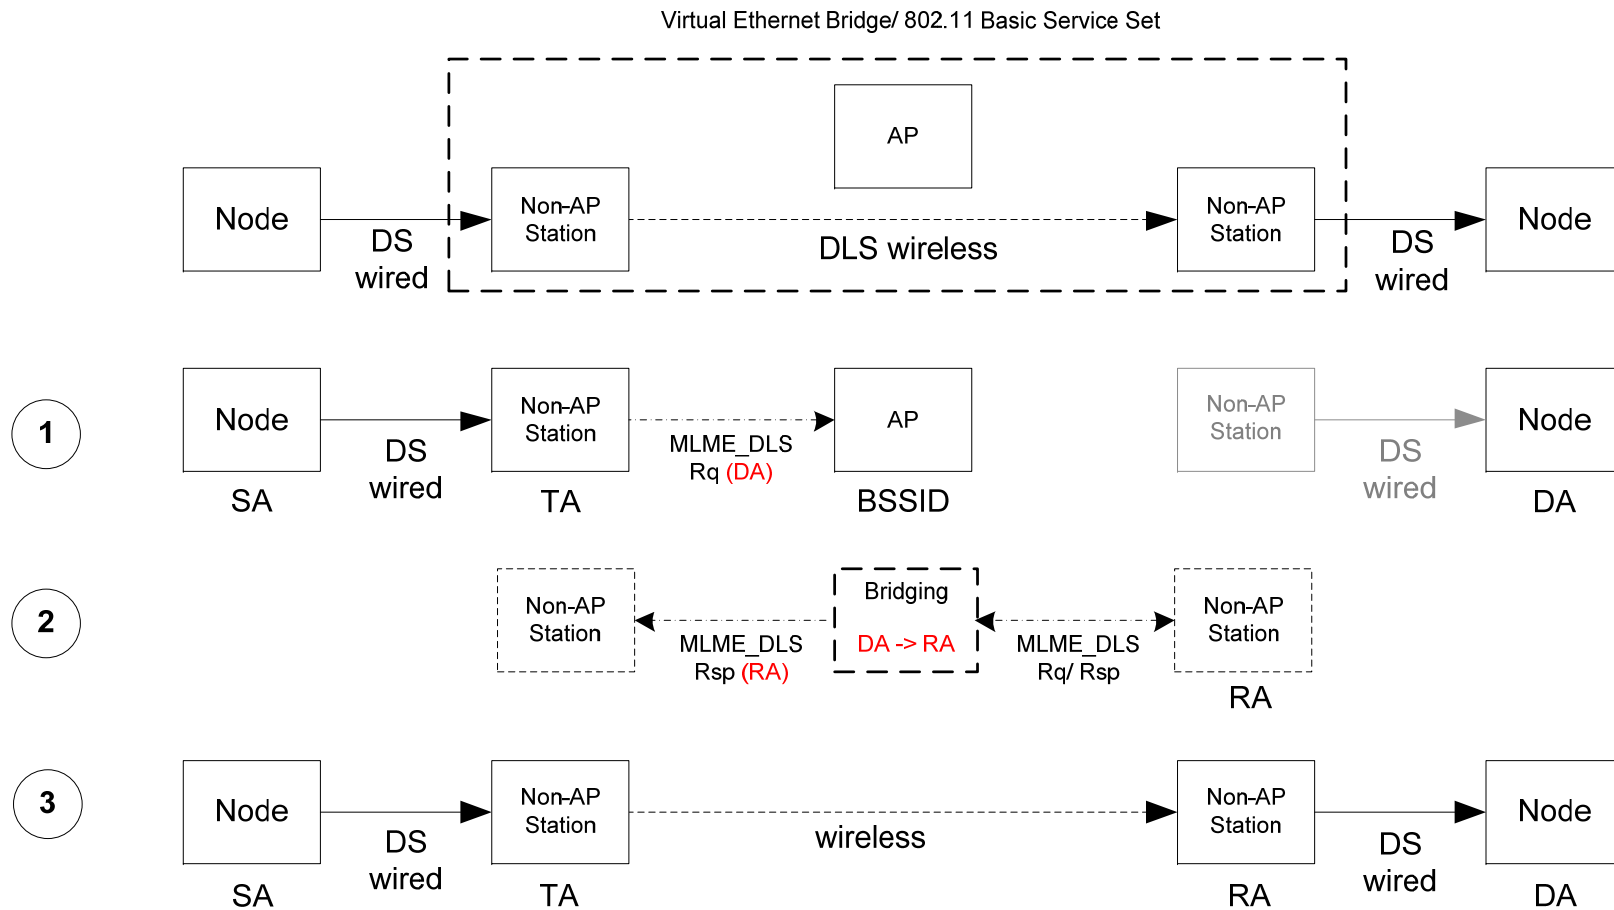 Virtual Ethernet Bridge/ 802.11 Basic Service Set
AP
Node
DS
wired
Non-AP
Station
DLS wireless
Non-AP
Station
DS
wired
Node
1
Node
SA
DS
wired
Non-AP
Station
TA
MLME_DLS
Rq (DA)
AP
BSSID
Non-AP
Station
DS
wired
Node
DA
2
Non-AP
Station
MLME_DLS
Rsp (RA)
Bridging
DA -> RA
MLME_DLS
Rq/ Rsp
Non-AP
Station
RA
3
Node
SA
DS
wired
Non-AP
Station
TA
wireless
Non-AP
Station
RA
DS
wired
Node
DA